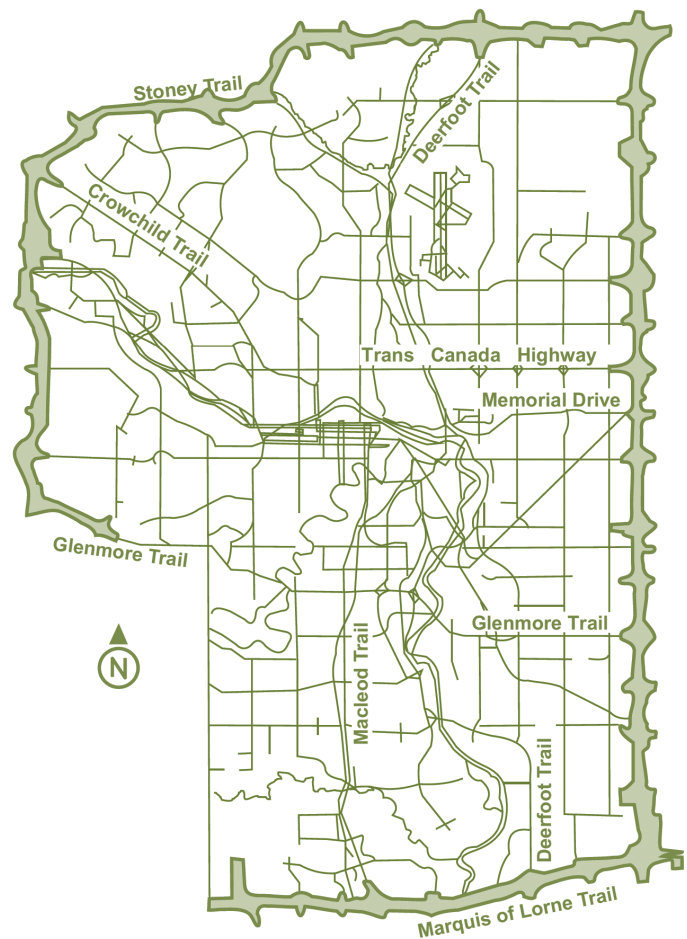 Stoney Trail
Deerfoot Trail
Crowchild Trail
Trans Canada Highway
Memorial Drive
Glenmore Trail
Glenmore Trail
N
Macleod Trail
Deerfoot Trail
Marquis of Lorne Trail